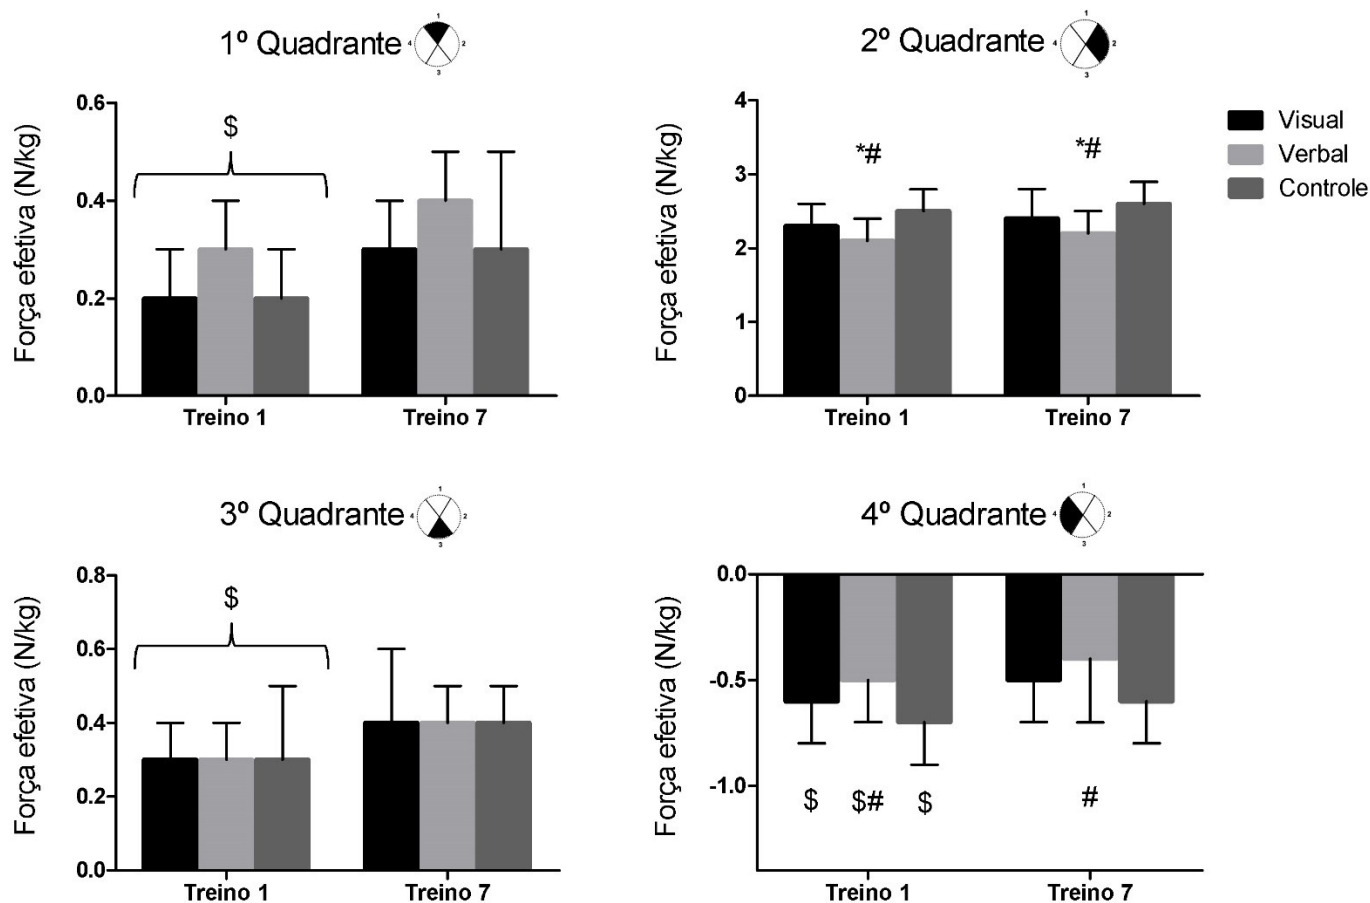 1º Quadrante
1
2
3
4
Força efetiva (N/kg)
0.6
0.4
0.2
0.0
$
Treino 1
Treino 7
2º Quadrante
1
2
3
4
Força efetiva (N/kg)
4
3
2
1
0
*#
*#
Treino 1
Treino 7
Visual
Verbal
Controle
3º Quadrante
1
2
3
4
Força efetiva (N/kg)
0.8
0.6
0.4
0.2
0.0
$
Treino 1
Treino 7
4º Quadrante
1
2
3
4
Força efetiva (N/kg)
0.0
-0.5
-1.0
$ $# $ #
Treino 1
Treino 7